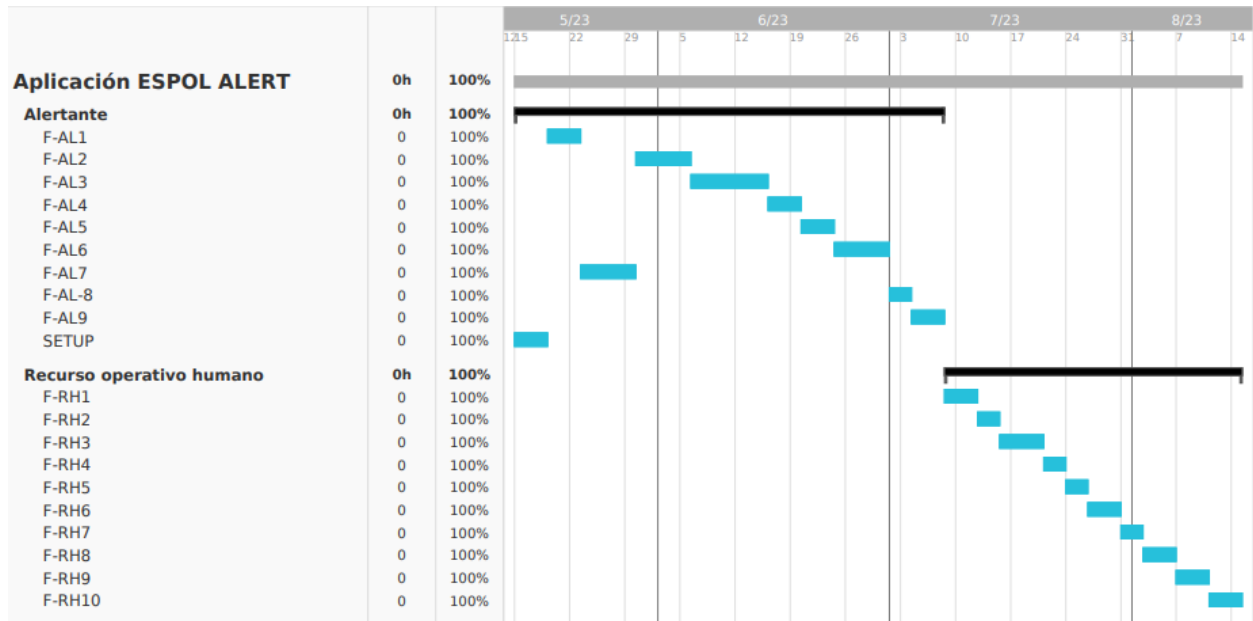 5/23 6/23 7/23 8/23
12 15 22 29 5 12 19 26 3 10 17 24 31 7 14
Aplicación ESPOL ALERT 0h 100%
Alertante 0h 100%
F-AL1 0 100%
F-AL2 0 100%
F-AL3 0 100%
F-AL4 0 100%
F-AL5 0 100%
F-AL6 0 100%
F-AL7 0 100%
F-AL-8 0 100%
F-AL9 0 100%
SETUP 0 100%
Recurso operativo humano 0h 100%
F-RH1 0 100%
F-RH2 0 100%
F-RH3 0 100%
F-RH4 0 100%
F-RH5 0 100%
F-RH6 0 100%
F-RH7 0 100%
F-RH8 0 100%
F-RH9 0 100%
F-RH10 0 100%